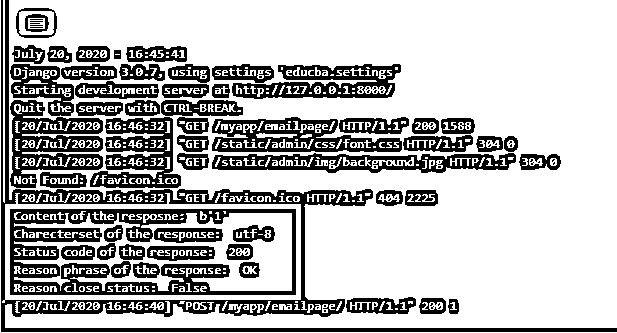 July 20, 2020 - 16:45:41
Django version 3.0.7, using settings 'educba.settings'
Starting development server at http://127.0.0.1:8000/
Quit the server with CTRL-BREAK.
[20/Jul/2020 16:46:32] "GET /myapp/emailpage/ HTTP/1.1" 200 1588
[20/Jul/2020 16:46:32] "GET /static/admin/css/font.css HTTP/1.1" 304 0
[20/Jul/2020 16:46:32] "GET /static/admin/img/background.jpg HTTP/1.1" 304 0
Not Found: /favicon.ico
[20/Jul/2020 16:46:32] "GET /favicon.ico HTTP/1.1" 404 2225
Content of the resposne:  b'1'
Charecterset of the response:  utf-8
Status code of the response:  200
Reason phrase of the response:  OK
Reason close status:  False
[20/Jul/2020 16:46:40] "POST /myapp/emailpage/ HTTP/1.1" 200 1